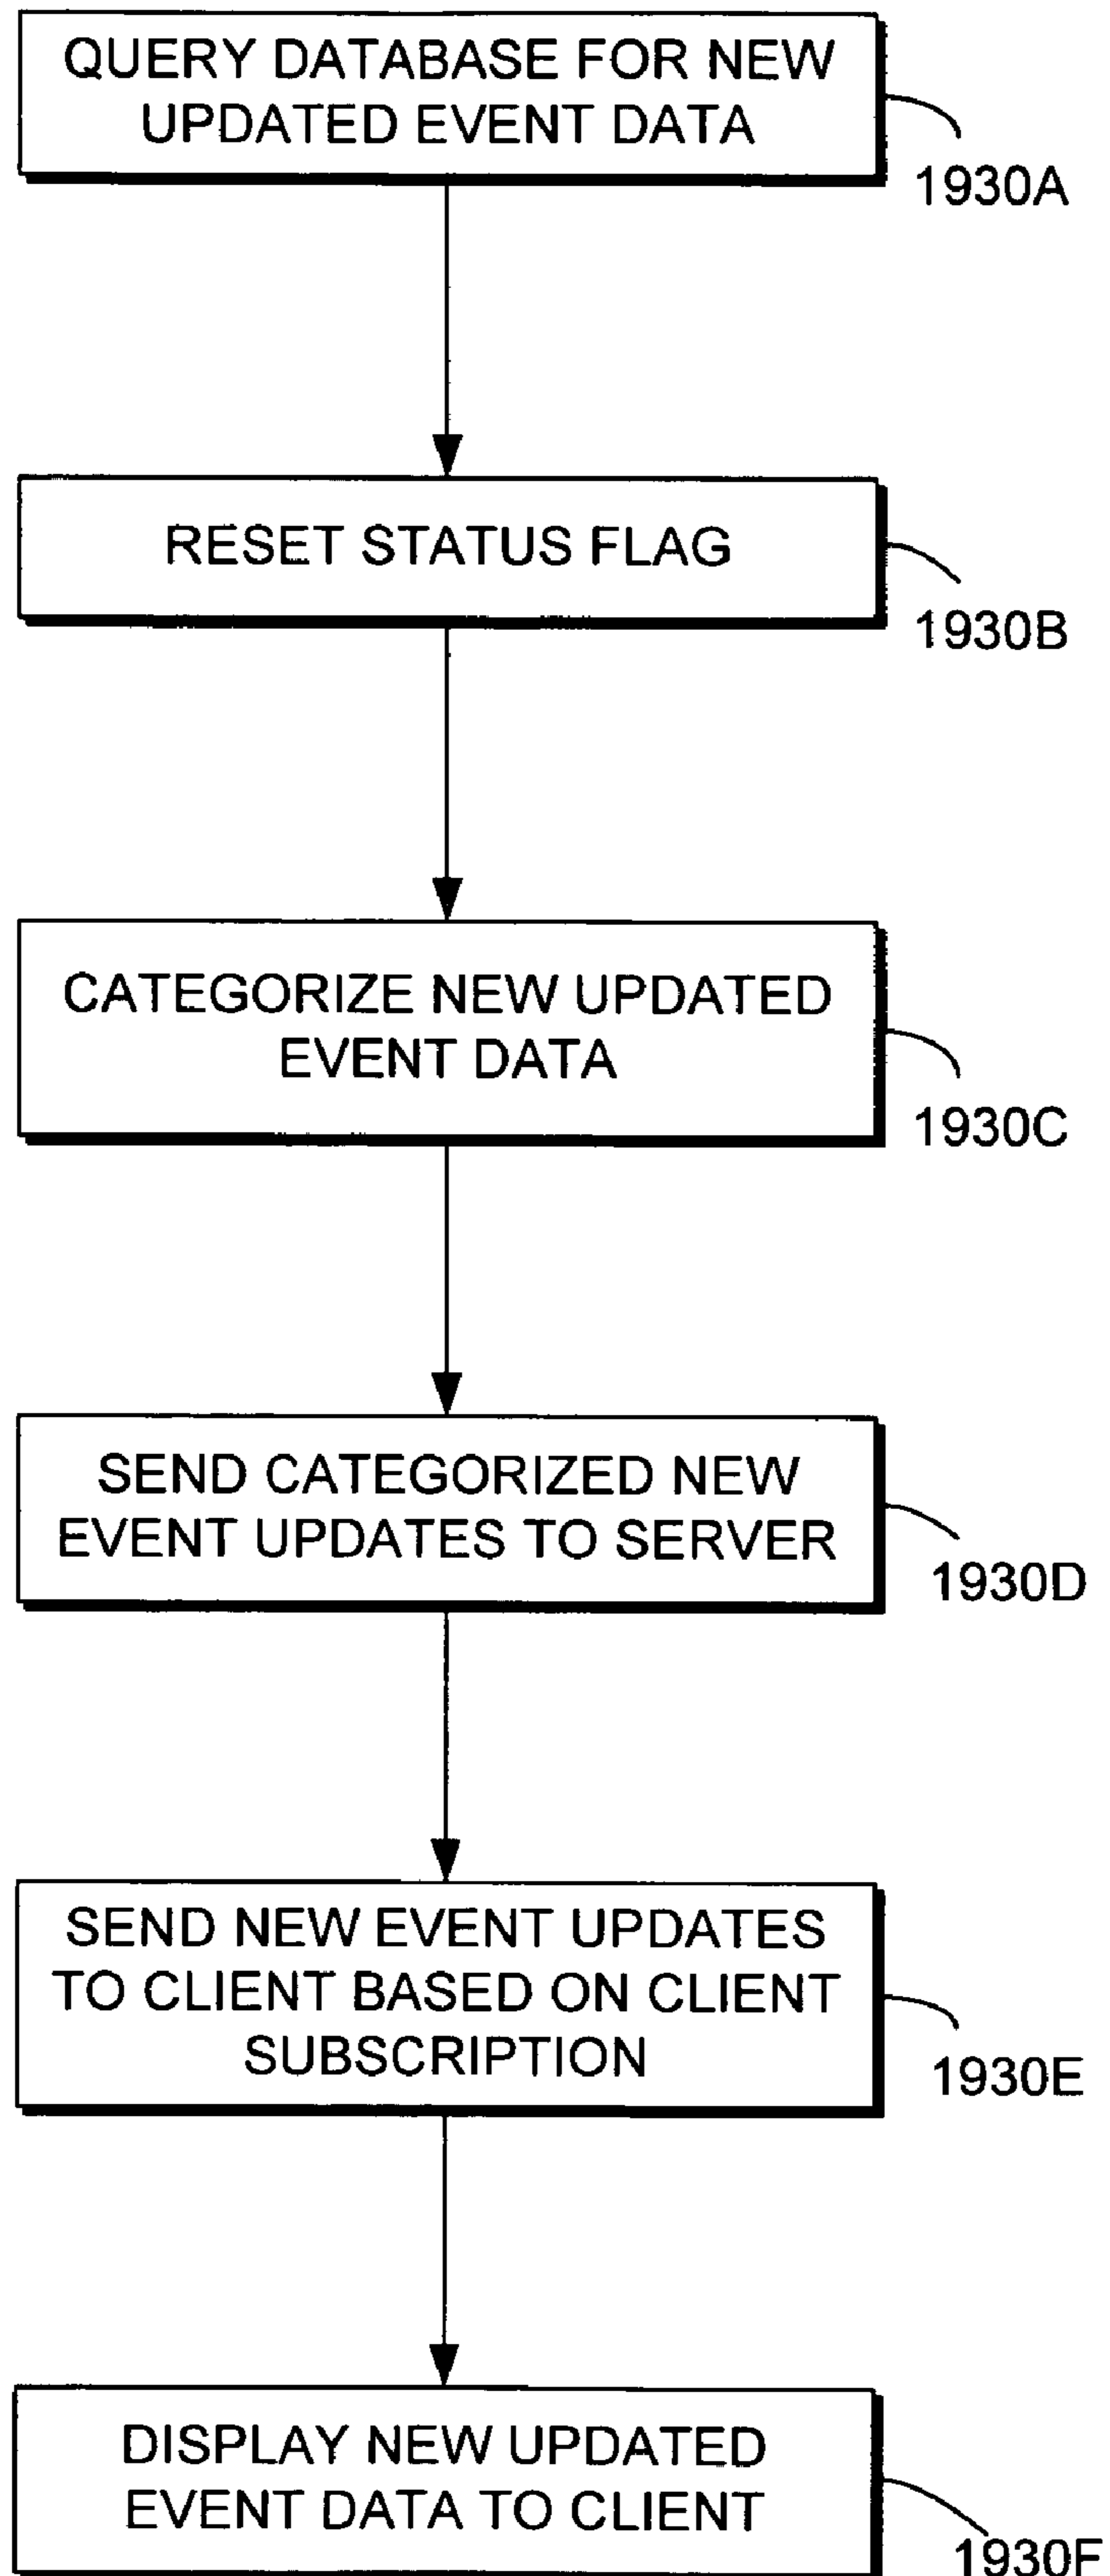 QUERY DATABASE FOR NEW
UPDATED EVENT DATA
1930A
RESET STATUS FLAG
1930B
CATEGORIZE NEW UPDATED
EVENT DATA
1930C
SEND CATEGORIZED NEW
EVENT UPDATES TO SERVER
1930D
SEND NEW EVENT UPDATES
TO CLIENT BASED ON CLIENT
SUBSCRIPTION
1930E
DISPLAY NEW UPDATED
EVENT DATA TO CLIENT
1930F